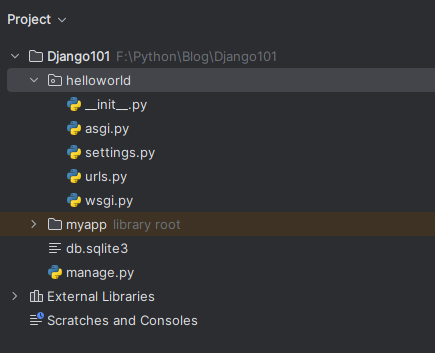 Project
Django101 F:\Python\Blog\Django101
helloworld
__init__.py
asgi.py
settings.py
urls.py
wsgi.py
myapp library root
db.sqlite3
manage.py
External Libraries
Scratches and Consoles